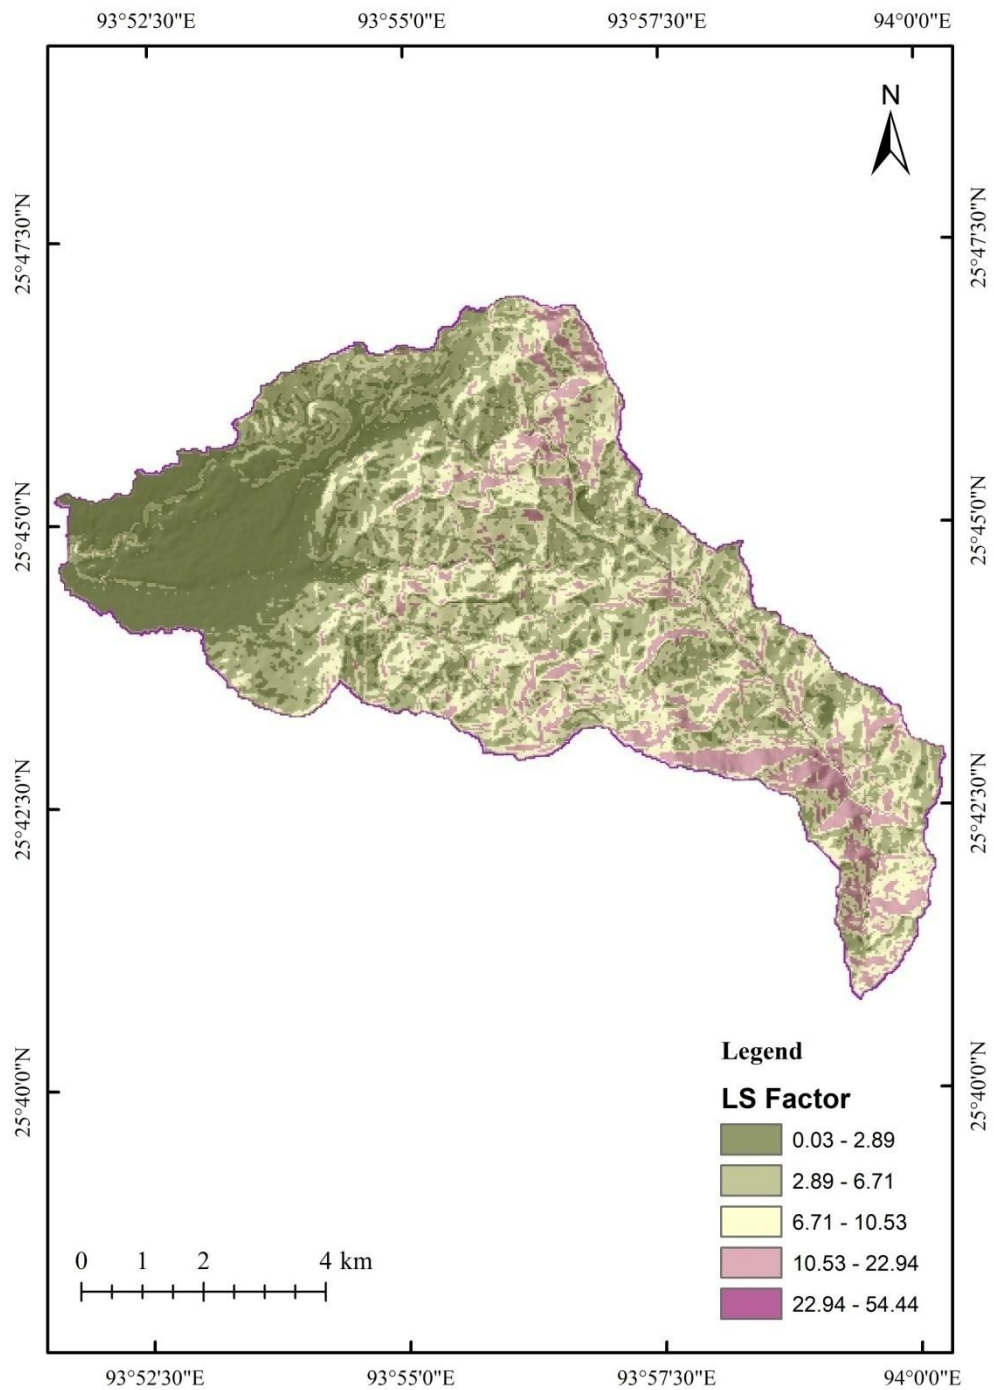 93°52'30"E 93°55'0"E 93°57'30"E 94°0'0"E
N
25°47'30"N 25°47'30"N
25°45'0"N 25°45'0"N
25°42'30"N 25°42'30"N
25°40'0"N 25°40'0"N
Legend
LS Factor
0.03 - 2.89
2.89 - 6.71
6.71 - 10.53
10.53 - 22.94
22.94 - 54.44
0 1 2 4 km
93°52'30"E 93°55'0"E 93°57'30"E 94°0'0"E